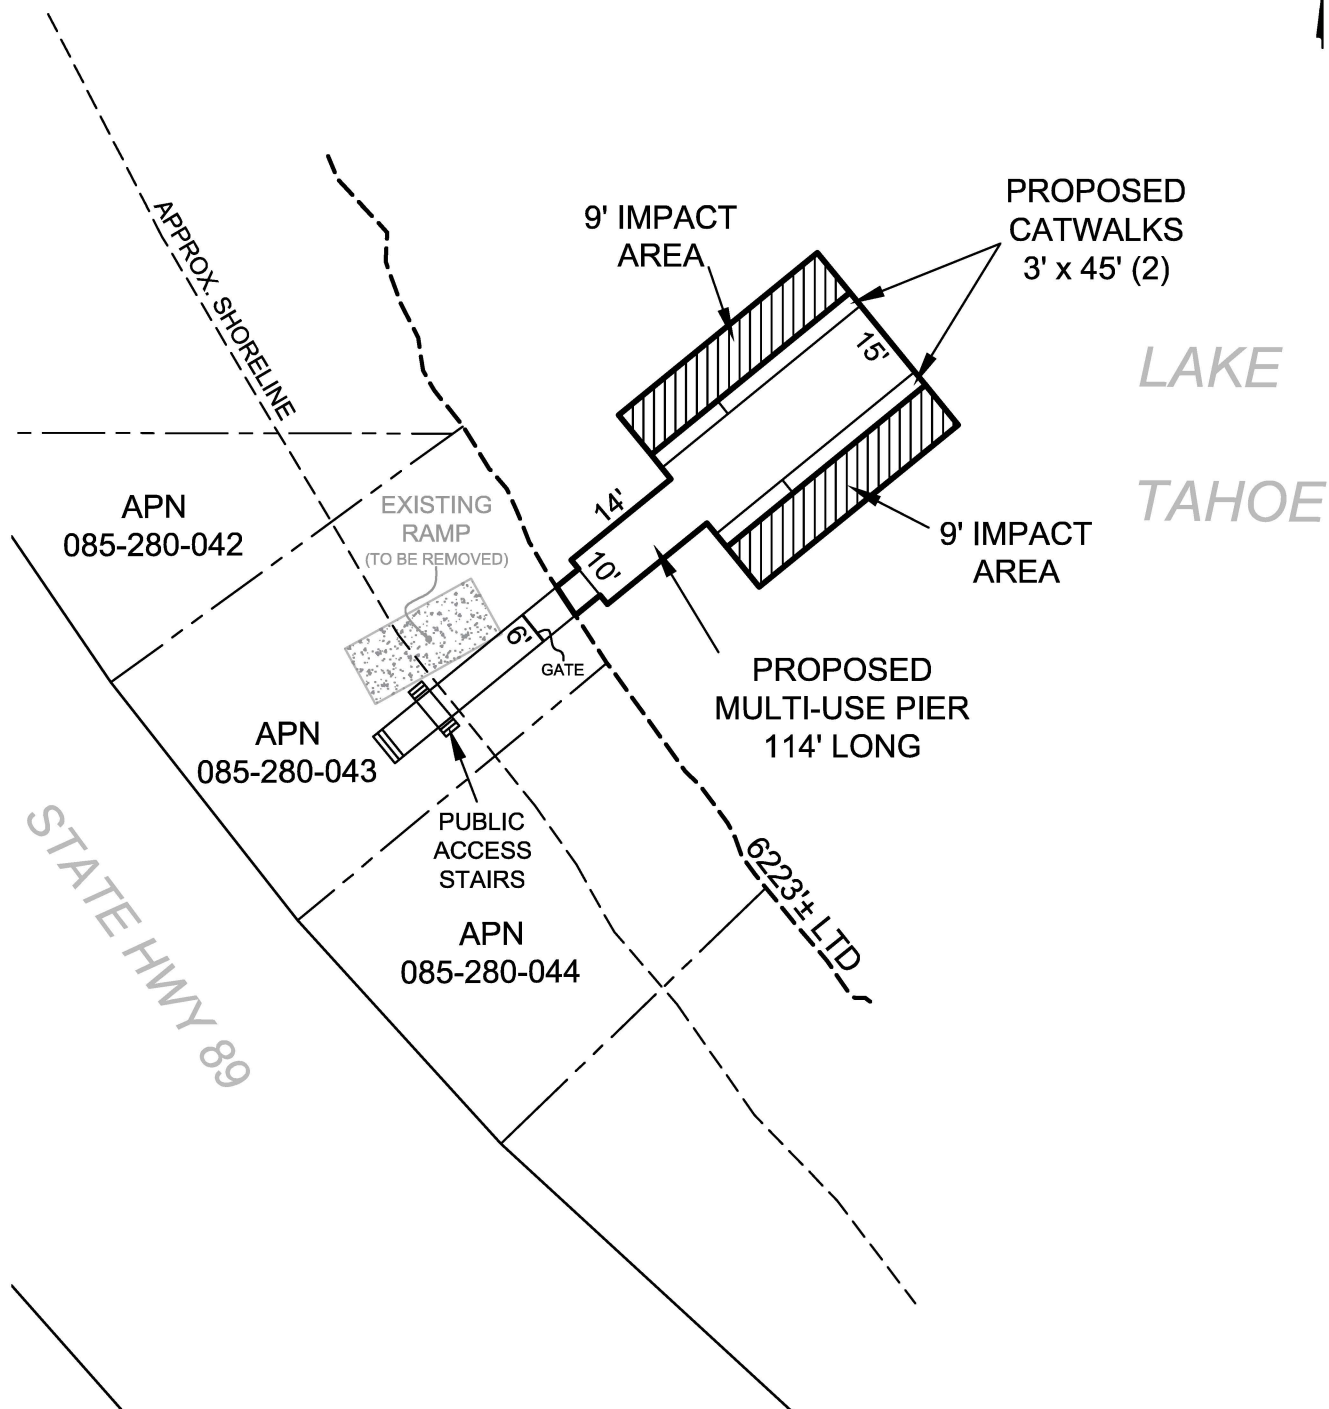 PROPOSED
CATWALKS
3' x 45' (2)
9' IMPACT
AREA
APPROX. SHORELINE
15'
LAKE
TAHOE
APN
085-280-042
EXISTING
RAMP
(TO BE REMOVED)
14'
10'
9' IMPACT
AREA
6'
GATE
PROPOSED
MULTI-USE PIER
114' LONG
APN
085-280-043
PUBLIC
ACCESS
STAIRS
STATE HWY 89
6223'± LTD
APN
085-280-044